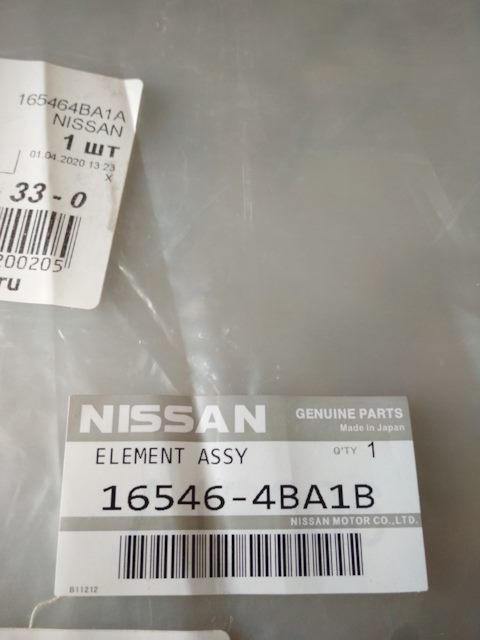 165464BA1A
NISSAN
1 шт
01.04.2020 13:23
X
33-0
200205
ru
NISSAN
GENUINE PARTS
Made in Japan
ELEMENT ASSY
Q'TY 1
16546-4BA1B
NISSAN MOTOR CO.,LTD.
B11212